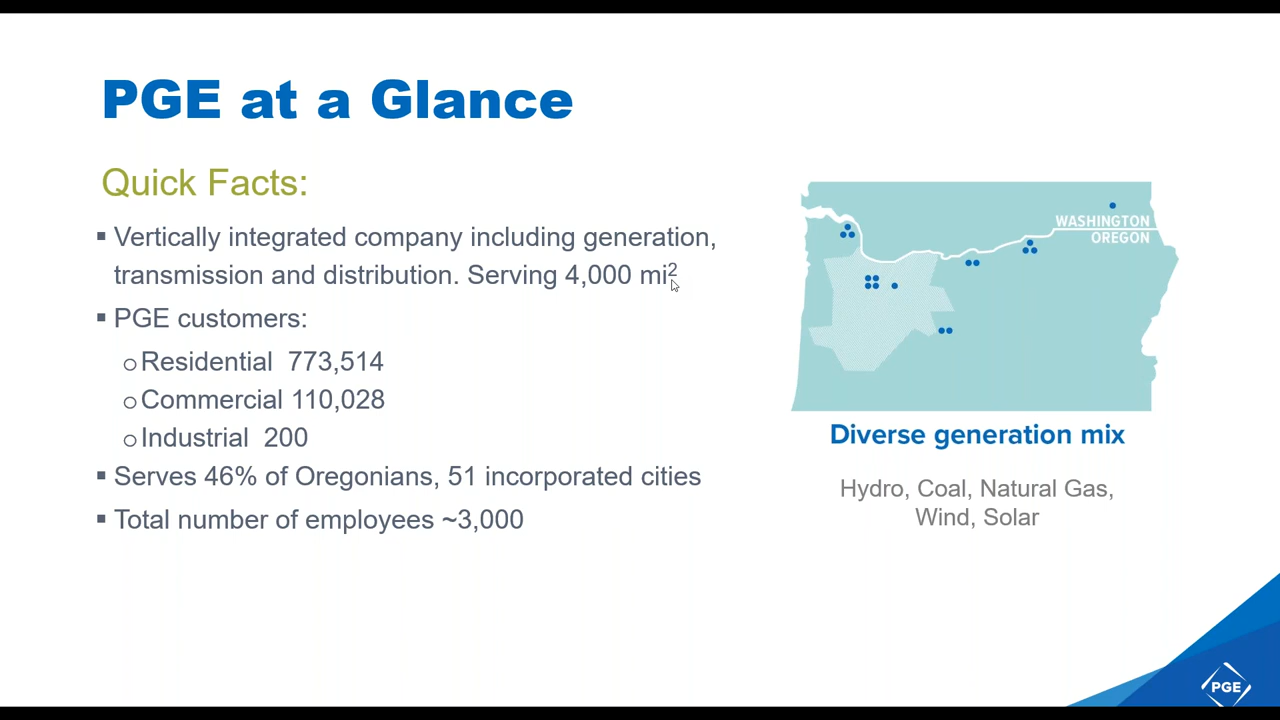 PGE at a Glance
Quick Facts:
▪ Vertically integrated company including generation,
transmission and distribution. Serving 4,000 mi²
▪ PGE customers:
o Residential 773,514
o Commercial 110,028
o Industrial 200
▪ Serves 46% of Oregonians, 51 incorporated cities
▪ Total number of employees ~3,000
WASHINGTON
OREGON
Diverse generation mix
Hydro, Coal, Natural Gas,
Wind, Solar
PGE